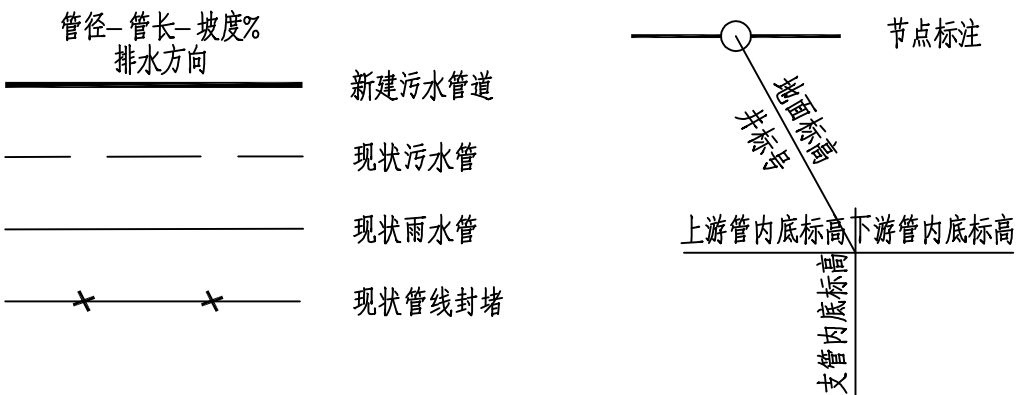 管径-管长-坡度%
排水方向
新建污水管道
现状污水管
现状雨水管
现状管线封堵
节点标注
地面标高
井标号
上游管内底标高
下游管内底标高
支管内底标高